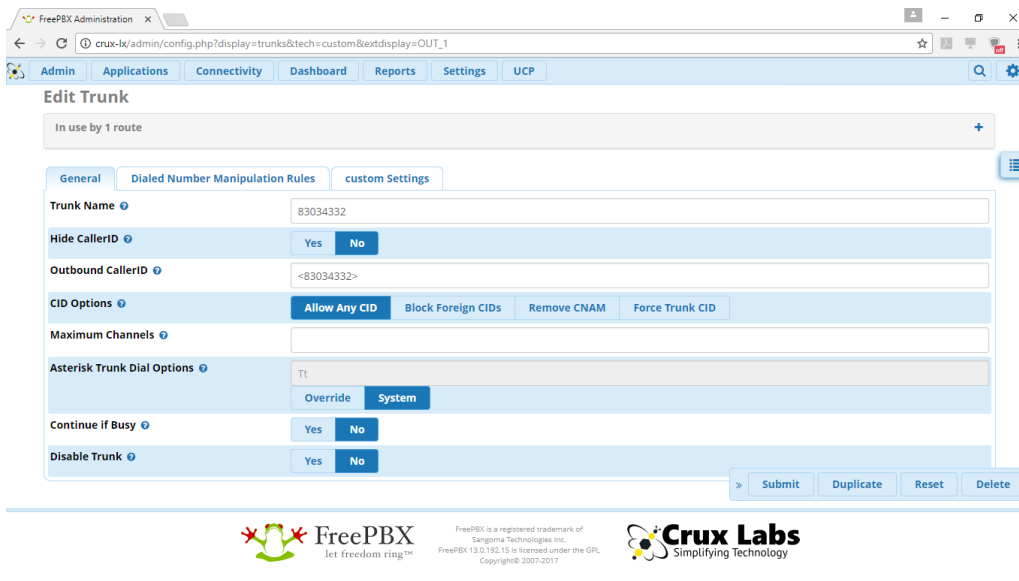 FreePBX Administration
crux-lx/admin/config.php?display=trunks&tech=custom&extdisplay=OUT_1
Admin Applications Connectivity Dashboard Reports Settings UCP
Edit Trunk
In use by 1 route
General Dialed Number Manipulation Rules custom Settings
Trunk Name 83034332
Hide CallerID Yes No
Outbound CallerID <83034332>
CID Options Allow Any CID Block Foreign CIDs Remove CNAM Force Trunk CID
Maximum Channels
Asterisk Trunk Dial Options Tt
Override System
Continue if Busy Yes No
Disable Trunk Yes No
» Submit Duplicate Reset Delete
FreePBX
let freedom ring™
FreePBX is a registered trademark of
Sangoma Technologies Inc.
FreePBX 13.0.192.15 is licensed under the GPL
Copyright© 2007-2017
Crux Labs
Simplifying Technology